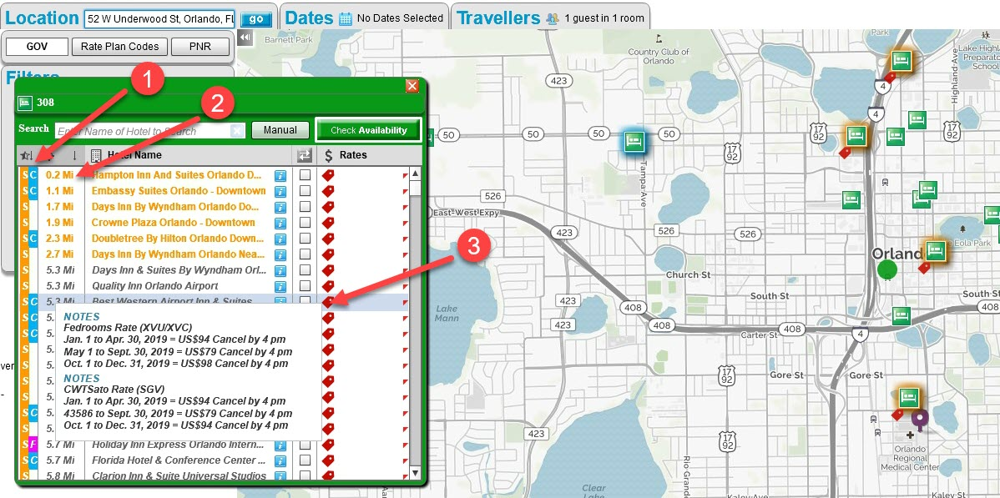 Location 52 W Underwood St, Orlando, FL go Dates No Dates Selected Travellers 1 guest in 1 room
GOV Rate Plan Codes PNR
Filters
1
2
3
308
Search Enter Name of Hotel to Search Manual Check Availability
Hotel Name $ Rates
S C 0.2 Mi Hampton Inn And Suites Orlando D...
S C 1.1 Mi Embassy Suites Orlando - Downtown
S 1.7 Mi Days Inn By Wyndham Orlando Do...
S 1.9 Mi Crowne Plaza Orlando - Downtown
S C 2.3 Mi Doubletree By Hilton Orlando Down...
S 2.7 Mi Days Inn By Wyndham Orlando Nea...
S 5.3 Mi Days Inn & Suites By Wyndham Orl...
S 5.3 Mi Quality Inn Orlando Airport
S C 5.3 Mi Best Western Airport Inn & Suites
S C 5.
S C 5.
S 5.
S 5.
S 5.
S 5.
S C 5.
S 5.
NOTES
Fedrooms Rate (XVU/XVC)
Jan. 1 to Apr. 30, 2019 = US$94 Cancel by 4 pm
May 1 to Sept. 30, 2019 = US$79 Cancel by 4 pm
Oct. 1 to Dec. 31, 2019 = US$98 Cancel by 4 pm
NOTES
CWTSato Rate (SGV)
Jan. 1 to Apr. 30, 2019 = US$94 Cancel by 4 pm
43586 to Sept. 30, 2019 = US$79 Cancel by 4 pm
Oct. 1 to Dec. 31, 2019 = US$94 Cancel by 4 pm
S F 5.7 Mi Holiday Inn Express Orlando Intern...
S C 5.7 Mi Florida Hotel & Conference Center ...
S 5.8 Mi Clarion Inn & Suite Universal Studios
ver
-
Barnett Park
Country Club of
Orlando
Park
Lake Highl
Preparato
School
Highland Ave
423
4
4
50
50
50
50
17
92
17
92
17
92
Tampa Ave
526
East-West Expy
423
526
526
Eola Park
Orland
Church St
South St
South St
423
423
408
408
408
408
4
Lake
Mann
Carter St
Gore St
Gore St
17
92
423
17
92
Rio Grande
Orlando
Regional
Medical Center
Clear
Lake
Kaley Ave
Kaley St